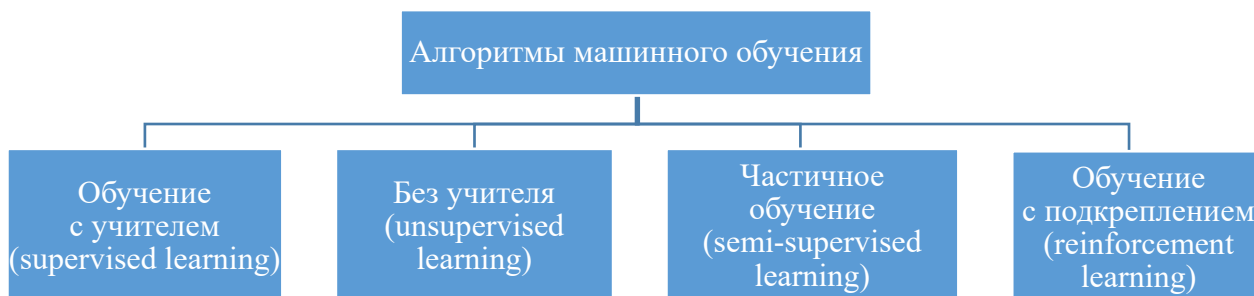 Алгоритмы машинного обучения
Обучение
с учителем
(supervised learning)
Без учителя
(unsupervised
learning)
Частичное
обучение
(semi-supervised
learning)
Обучение
с подкреплением
(reinforcement
learning)